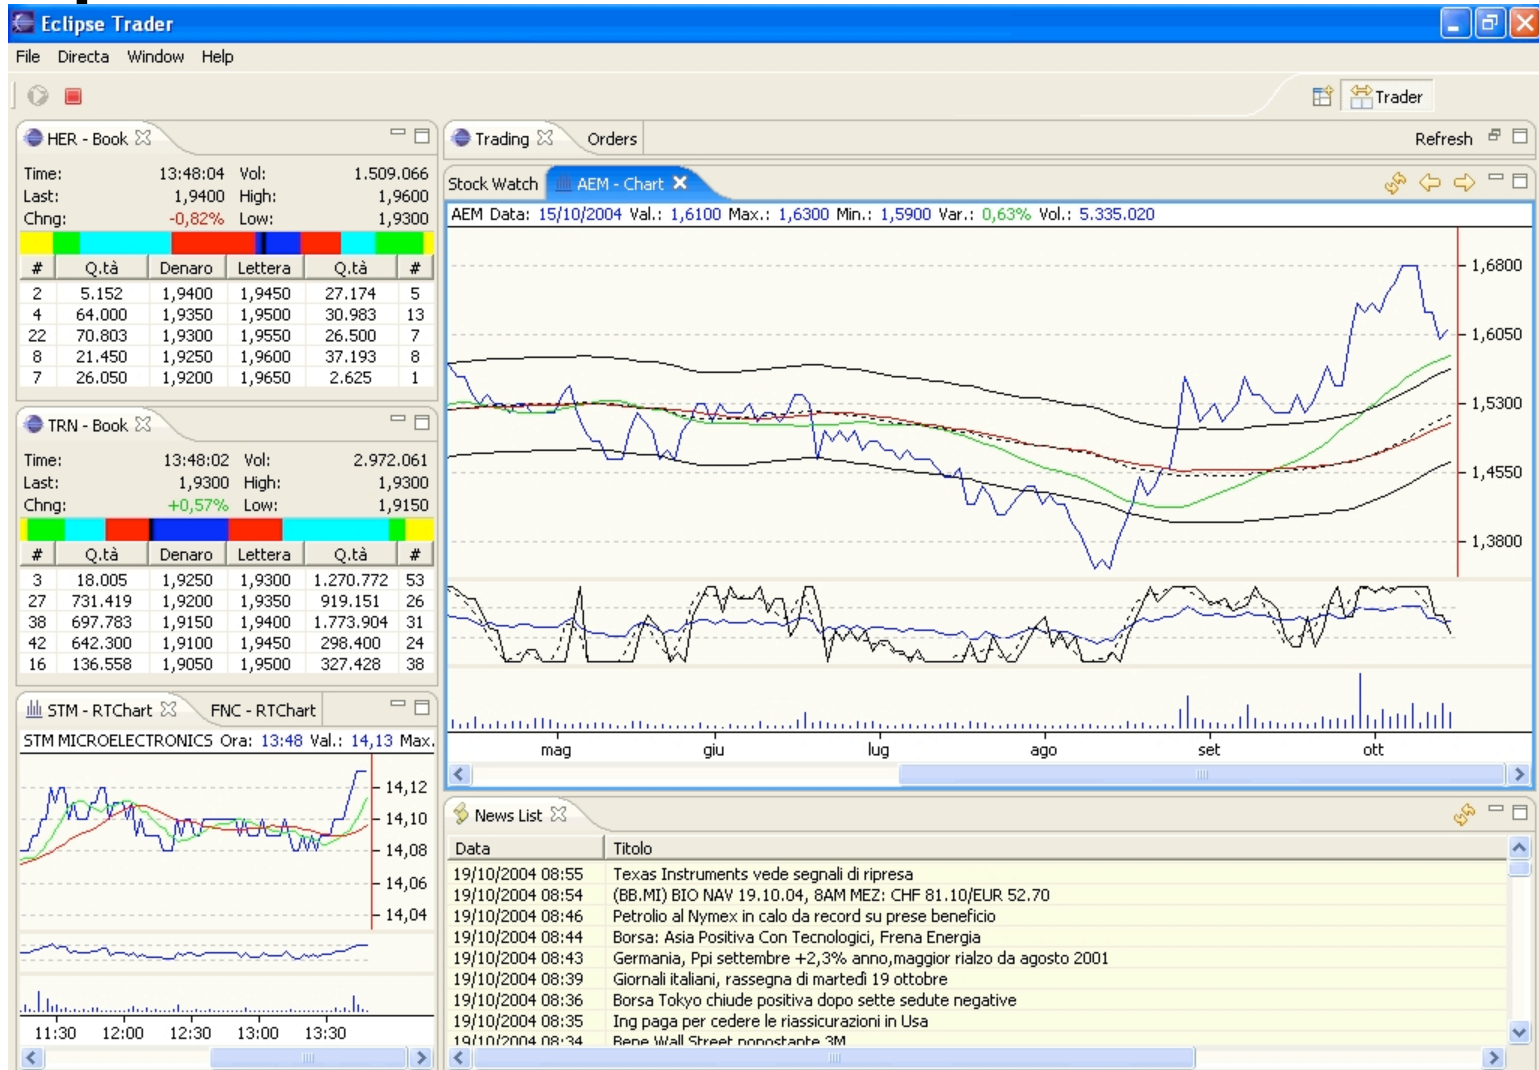 Eclipse Trader
File Directa Window Help
Trader
HER - Book
Time: 13:48:04 Vol: 1.509.066
Last: 1,9400 High: 1,9600
Chng: -0,82% Low: 1,9300
# Q.tà Denaro Lettera Q.tà #
2 5.152 1,9400 1,9450 27.174 5
4 64.000 1,9350 1,9500 30.983 13
22 70.803 1,9300 1,9550 26.500 7
8 21.450 1,9250 1,9600 37.193 8
7 26.050 1,9200 1,9650 2.625 1
TRN - Book
Time: 13:48:02 Vol: 2.972.061
Last: 1,9300 High: 1,9300
Chng: +0,57% Low: 1,9150
# Q.tà Denaro Lettera Q.tà #
3 18.005 1,9250 1,9300 1.270.772 53
27 731.419 1,9200 1,9350 919.151 26
38 697.783 1,9150 1,9400 1.773.904 31
42 642.300 1,9100 1,9450 298.400 24
16 136.558 1,9050 1,9500 327.428 38
STM - RTChart FNC - RTChart
STM MICROELECTRONICS Ora: 13:48 Val.: 14,13 Max.
14,12
14,10
14,08
14,06
14,04
11:30 12:00 12:30 13:00 13:30
Trading Orders Refresh
Stock Watch AEM - Chart
AEM Data: 15/10/2004 Val.: 1,6100 Max.: 1,6300 Min.: 1,5900 Var.: 0,63% Vol.: 5.335.020
1,6800
1,6050
1,5300
1,4550
1,3800
mag giu lug ago set ott
News List
Data Titolo
19/10/2004 08:55 Texas Instruments vede segnali di ripresa
19/10/2004 08:54 (BB.MI) BIO NAV 19.10.04, 8AM MEZ: CHF 81.10/EUR 52.70
19/10/2004 08:46 Petrolio al Nymex in calo da record su prese beneficio
19/10/2004 08:44 Borsa: Asia Positiva Con Tecnologici, Frena Energia
19/10/2004 08:43 Germania, Ppi settembre +2,3% anno,maggior rialzo da agosto 2001
19/10/2004 08:39 Giornali italiani, rassegna di martedì 19 ottobre
19/10/2004 08:36 Borsa Tokyo chiude positiva dopo sette sedute negative
19/10/2004 08:35 Ing paga per cedere le riassicurazioni in Usa
19/10/2004 08:34 Bene Wall Street nonostante 3M